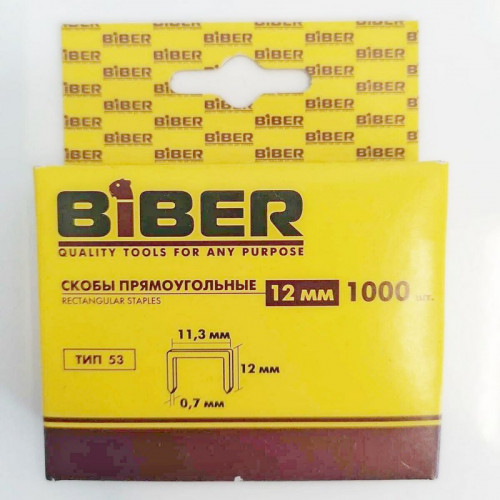 BiBER
QUALITY TOOLS FOR ANY PURPOSE
СКОБЫ ПРЯМОУГОЛЬНЫЕ 12 мм 1000 шт.
RECTANGULAR STAPLES
11,3 мм
ТИП 53
12 мм
0,7 мм